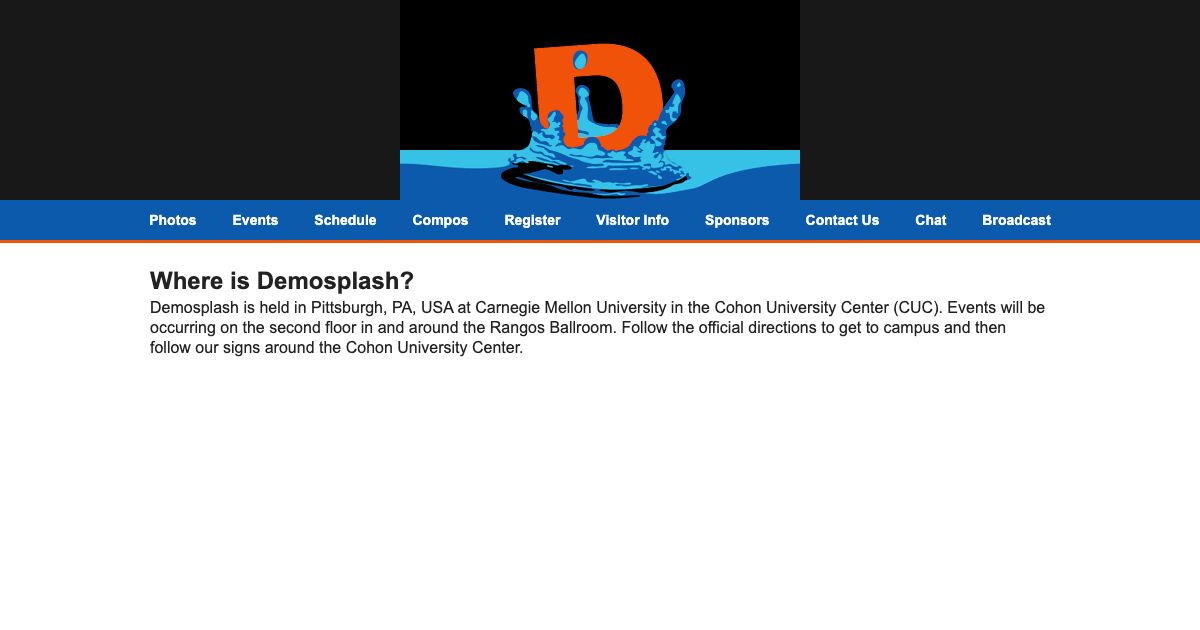 D
Photos Events Schedule Compos Register Visitor Info Sponsors Contact Us Chat Broadcast
Where is Demosplash?
Demosplash is held in Pittsburgh, PA, USA at Carnegie Mellon University in the Cohon University Center (CUC). Events will be
occurring on the second floor in and around the Rangos Ballroom. Follow the official directions to get to campus and then
follow our signs around the Cohon University Center.